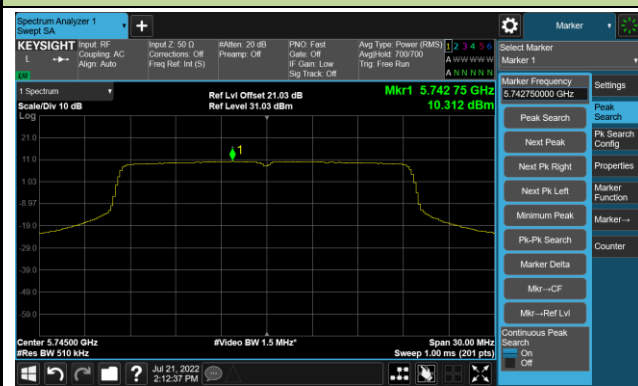 Spectrum Analyzer 1
Swept SA
Marker
KEYSIGHT
L
LNI
Input: RF
Coupling: AC
Align: Auto
Input Z: 50 Ω
Corrections: Off
Freq Ref: Int (S)
#Atten: 20 dB
Preamp: Off
PNO: Fast
Gate: Off
IF Gain: Low
Sig Track: Off
Avg Type: Power (RMS)
Avg|Hold: 700/700
Trig: Free Run
1 2 3 4 5 6
A W W W W W
A N N N N N
Select Marker
Marker 1
1 Spectrum
Scale/Div 10 dB
Log
Ref Lvl Offset 21.03 dB
Ref Level 31.03 dBm
Mkr1 5.742 75 GHz
10.312 dBm
21.0
11.0
1.03
-8.97
-19.0
-29.0
-39.0
-49.0
-59.0
1
Center 5.74500 GHz
#Res BW 510 kHz
#Video BW 1.5 MHz*
Span 30.00 MHz
Sweep 1.00 ms (201 pts)
Marker Frequency
5.742750000 GHz
Peak Search
Next Peak
Next Pk Right
Next Pk Left
Minimum Peak
Pk-Pk Search
Marker Delta
Mkr→CF
Mkr→Ref Lvl
Continuous Peak
Search
On
Off
Settings
Peak
Search
Pk Search
Config
Properties
Marker
Function
Marker→
Counter
?
Jul 21, 2022
2:12:37 PM